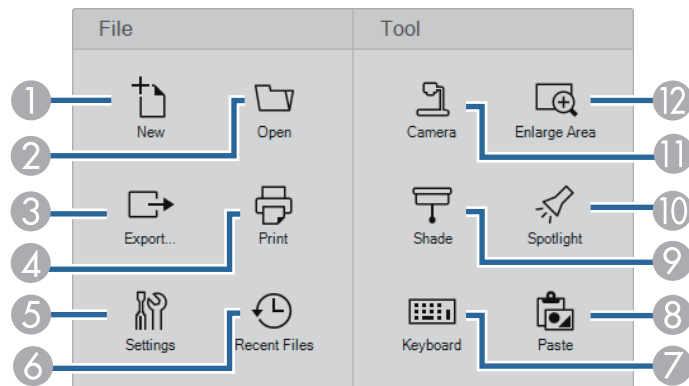 File
Tool
1
New
Open
Camera
Enlarge Area
12
2
11
3
Export...
Print
Shade
Spotlight
10
4
9
5
Settings
Recent Files
Keyboard
Paste
8
6
7